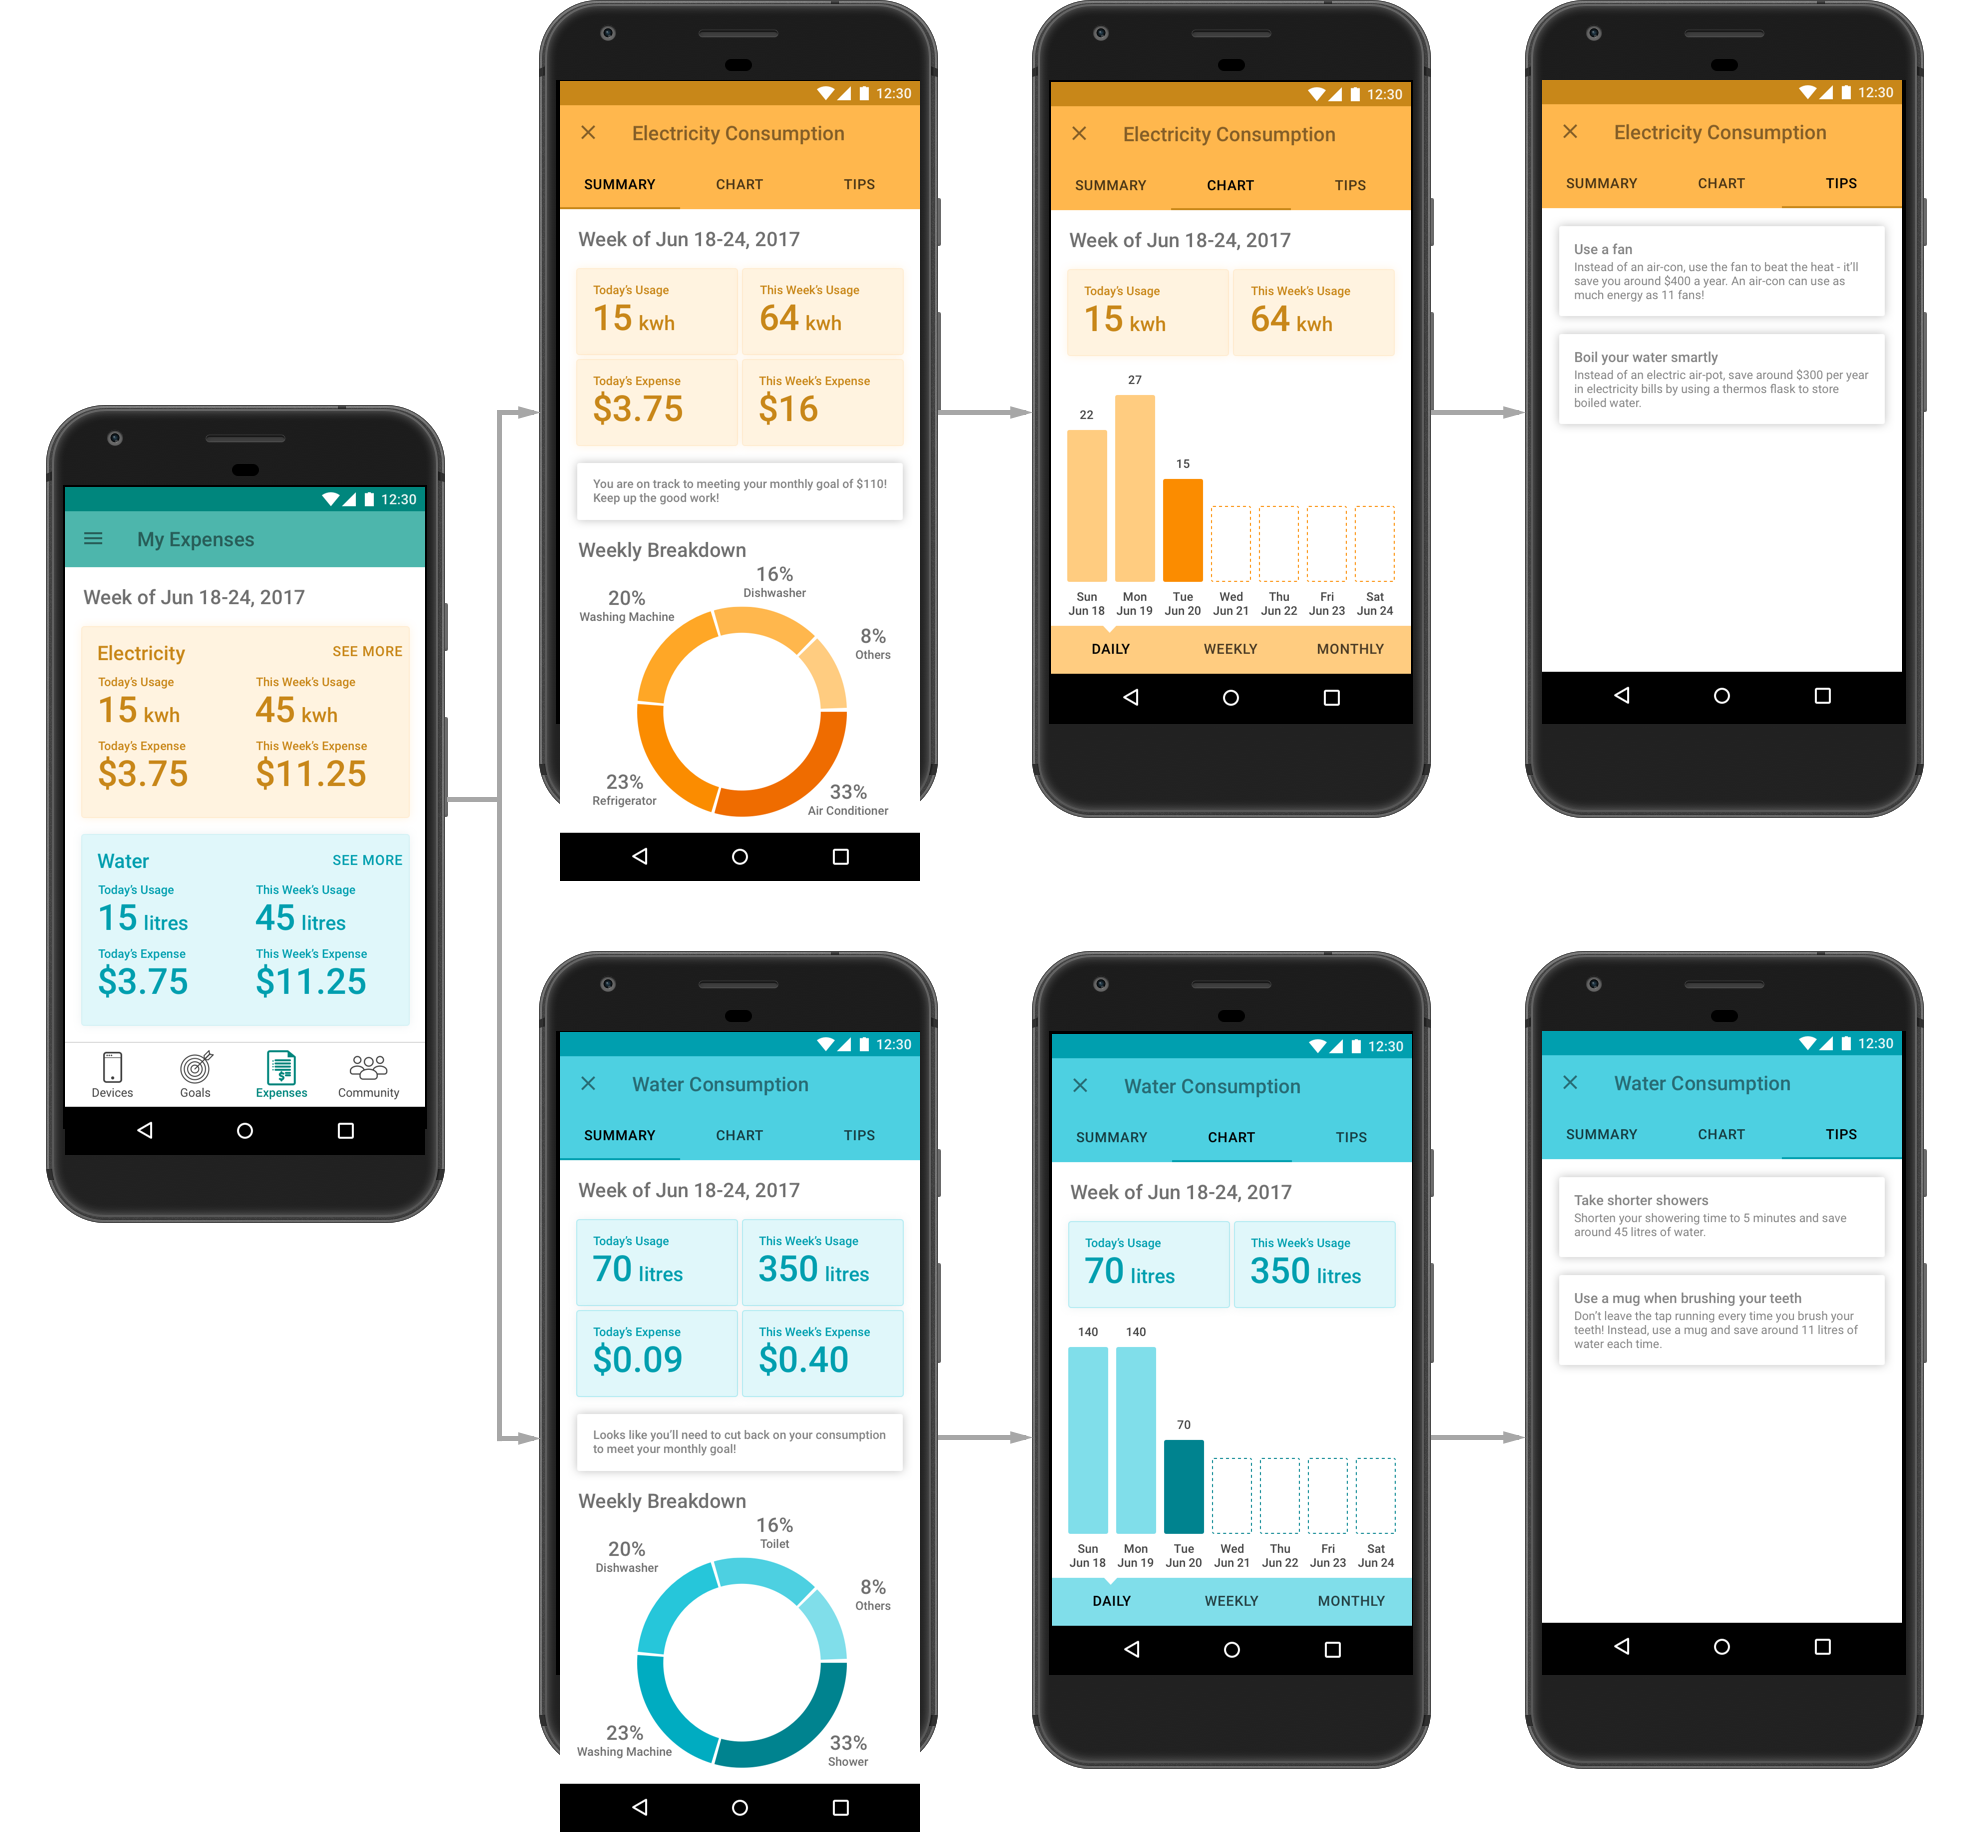 12:30
My Expenses
Week of Jun 18-24, 2017
Electricity SEE MORE
Today's Usage This Week's Usage
15 kwh 45 kwh
Today's Expense This Week's Expense
$3.75 $11.25
Water SEE MORE
Today's Usage This Week's Usage
15 litres 45 litres
Today's Expense This Week's Expense
$3.75 $11.25
Devices Goals Expenses Community
12:30
Electricity Consumption
SUMMARY CHART TIPS
Week of Jun 18-24, 2017
Today's Usage This Week's Usage
15 kwh 64 kwh
Today's Expense This Week's Expense
$3.75 $16
You are on track to meeting your monthly goal of $110!
Keep up the good work!
Weekly Breakdown
16%
Dishwasher
20%
Washing Machine
8%
Others
23%
Refrigerator
33%
Air Conditioner
12:30
Electricity Consumption
SUMMARY CHART TIPS
Week of Jun 18-24, 2017
Today's Usage This Week's Usage
15 kwh 64 kwh
27
22
15
Sun Mon Tue Wed Thu Fri Sat
Jun 18 Jun 19 Jun 20 Jun 21 Jun 22 Jun 23 Jun 24
DAILY WEEKLY MONTHLY
12:30
Electricity Consumption
SUMMARY CHART TIPS
Use a fan
Instead of an air-con, use the fan to beat the heat - it'll
save you around $400 a year. An air-con can use as
much energy as 11 fans!
Boil your water smartly
Instead of an electric air-pot, save around $300 per year
in electricity bills by using a thermos flask to store
boiled water.
12:30
Water Consumption
SUMMARY CHART TIPS
Week of Jun 18-24, 2017
Today's Usage This Week's Usage
70 litres 350 litres
Today's Expense This Week's Expense
$0.09 $0.40
Looks like you'll need to cut back on your consumption
to meet your monthly goal!
Weekly Breakdown
16%
Toilet
20%
Dishwasher
8%
Others
23%
Washing Machine
33%
Shower
12:30
Water Consumption
SUMMARY CHART TIPS
Week of Jun 18-24, 2017
Today's Usage This Week's Usage
70 litres 350 litres
140 140
70
Sun Mon Tue Wed Thu Fri Sat
Jun 18 Jun 19 Jun 20 Jun 21 Jun 22 Jun 23 Jun 24
DAILY WEEKLY MONTHLY
12:30
Water Consumption
SUMMARY CHART TIPS
Take shorter showers
Shorten your showering time to 5 minutes and save
around 45 litres of water.
Use a mug when brushing your teeth
Don't leave the tap running every time you brush your
teeth! Instead, use a mug and save around 11 litres of
water each time.